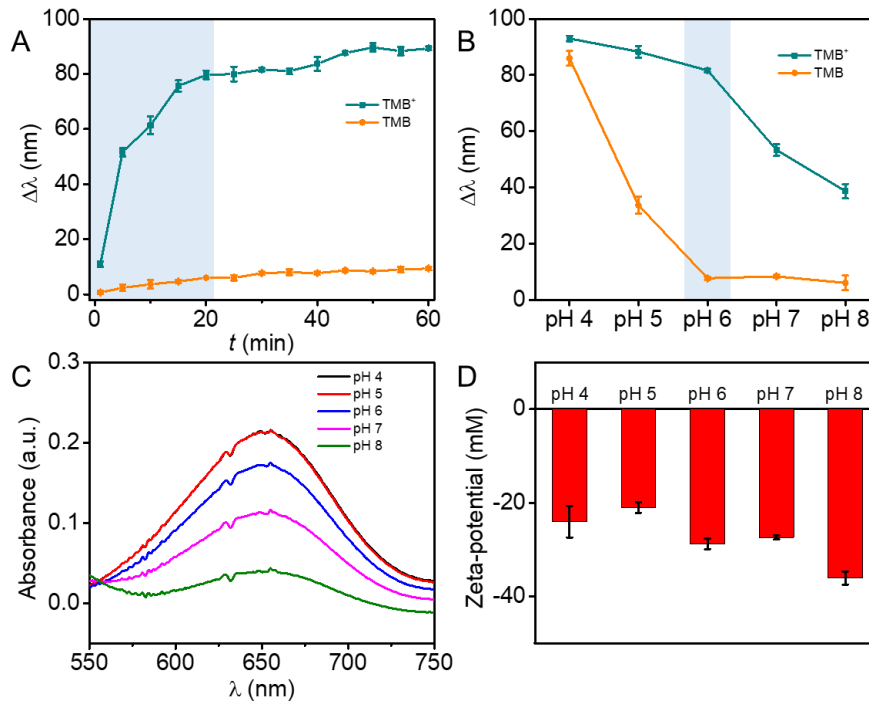 A
Δλ (nm)
100
80
60
40
20
0
0 20 40 60
t (min)
TMB⁺
TMB
B
Δλ (nm)
100
80
60
40
20
0
pH 4 pH 5 pH 6 pH 7 pH 8
TMB⁺
TMB
C
Absorbance (a.u.)
0.3
0.2
0.1
0.0
550 600 650 700 750
λ (nm)
pH 4
pH 5
pH 6
pH 7
pH 8
D
pH 4 pH 5 pH 6 pH 7 pH 8
Zeta-potential (mM)
0
-20
-40